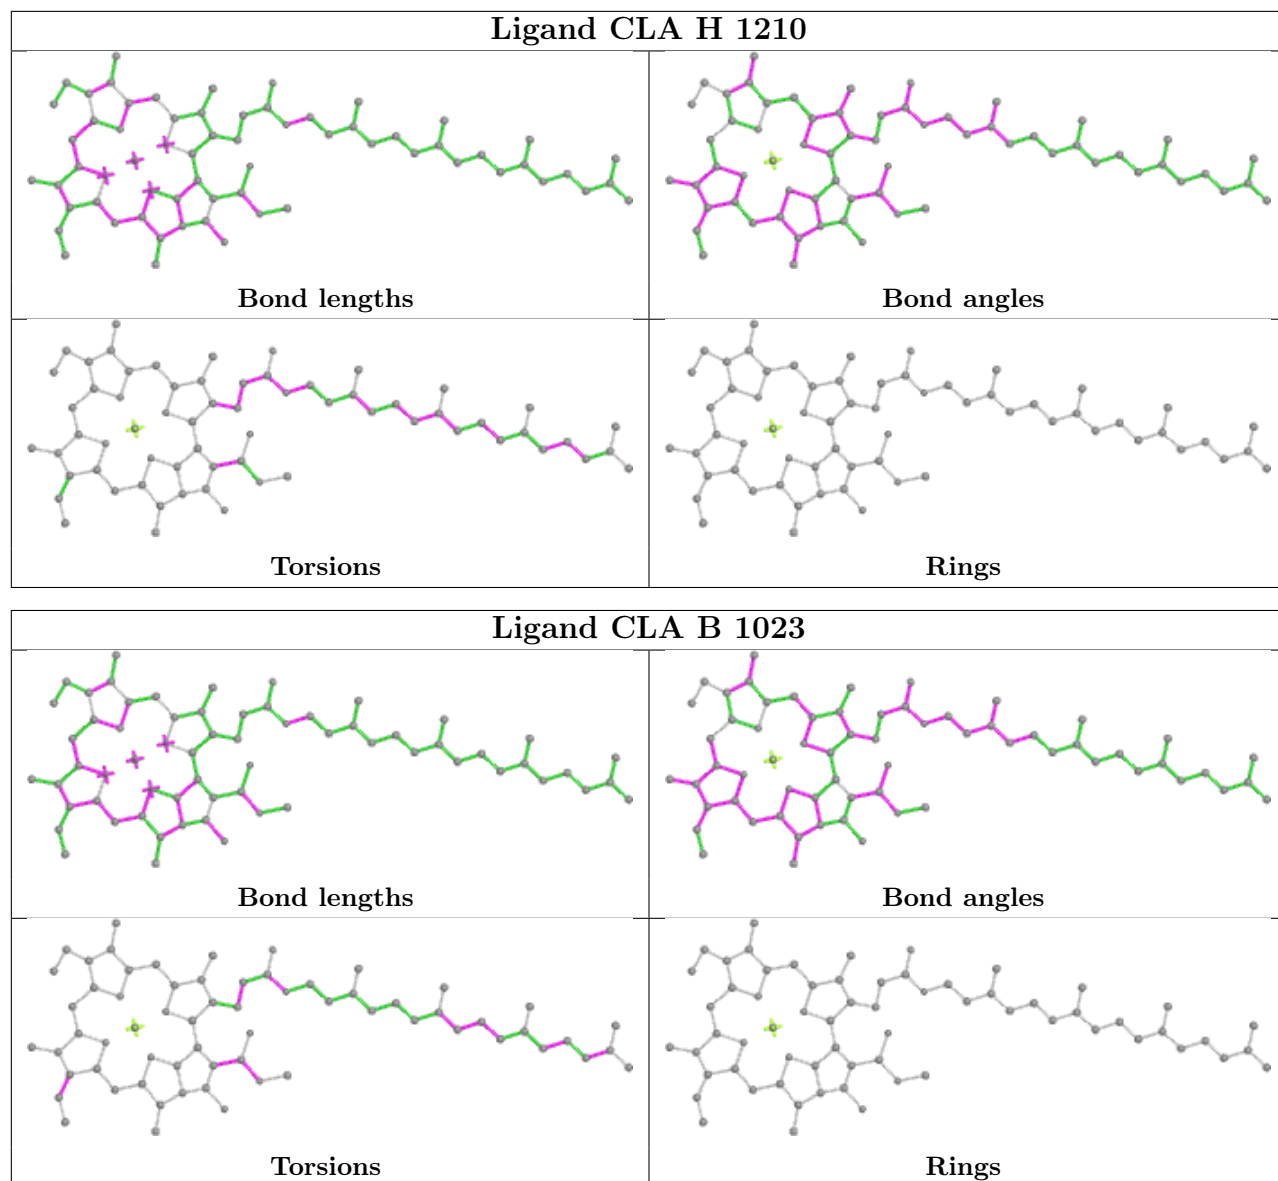 Ligand CLA H 1210
Bond lengths
Bond angles
Torsions
Rings
Ligand CLA B 1023
Bond lengths
Bond angles
Torsions
Rings